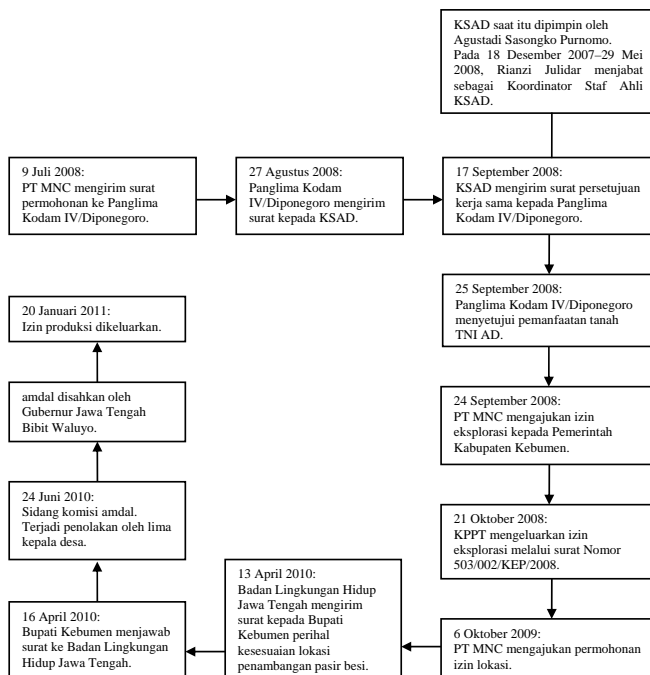 KSAD saat itu dipimpin oleh
Agustadi Sasongko Purnomo.
Pada 18 Desember 2007–29 Mei
2008, Rianzi Julidar menjabat
sebagai Koordinator Staf Ahli
KSAD.
9 Juli 2008:
PT MNC mengirim surat
permohonan ke Panglima
Kodam IV/Diponegoro.
27 Agustus 2008:
Panglima Kodam
IV/Diponegoro mengirim
surat kepada KSAD.
17 September 2008:
KSAD mengirim surat persetujuan
kerja sama kepada Panglima
Kodam IV/Diponegoro.
25 September 2008:
Panglima Kodam IV/Diponegoro
menyetujui pemanfaatan tanah
TNI AD.
24 September 2008:
PT MNC mengajukan izin
eksplorasi kepada Pemerintah
Kabupaten Kebumen.
21 Oktober 2008:
KPPT mengeluarkan izin
eksplorasi melalui surat Nomor
503/002/KEP/2008.
6 Oktober 2009:
PT MNC mengajukan permohonan
izin lokasi.
13 April 2010:
Badan Lingkungan Hidup
Jawa Tengah mengirim
surat kepada Bupati
Kebumen perihal
kesesuaian lokasi
penambangan pasir besi.
16 April 2010:
Bupati Kebumen menjawab
surat ke Badan Lingkungan
Hidup Jawa Tengah.
24 Juni 2010:
Sidang komisi amdal.
Terjadi penolakan oleh lima
kepala desa.
amdal disahkan oleh
Gubernur Jawa Tengah
Bibit Waluyo.
20 Januari 2011:
Izin produksi dikeluarkan.